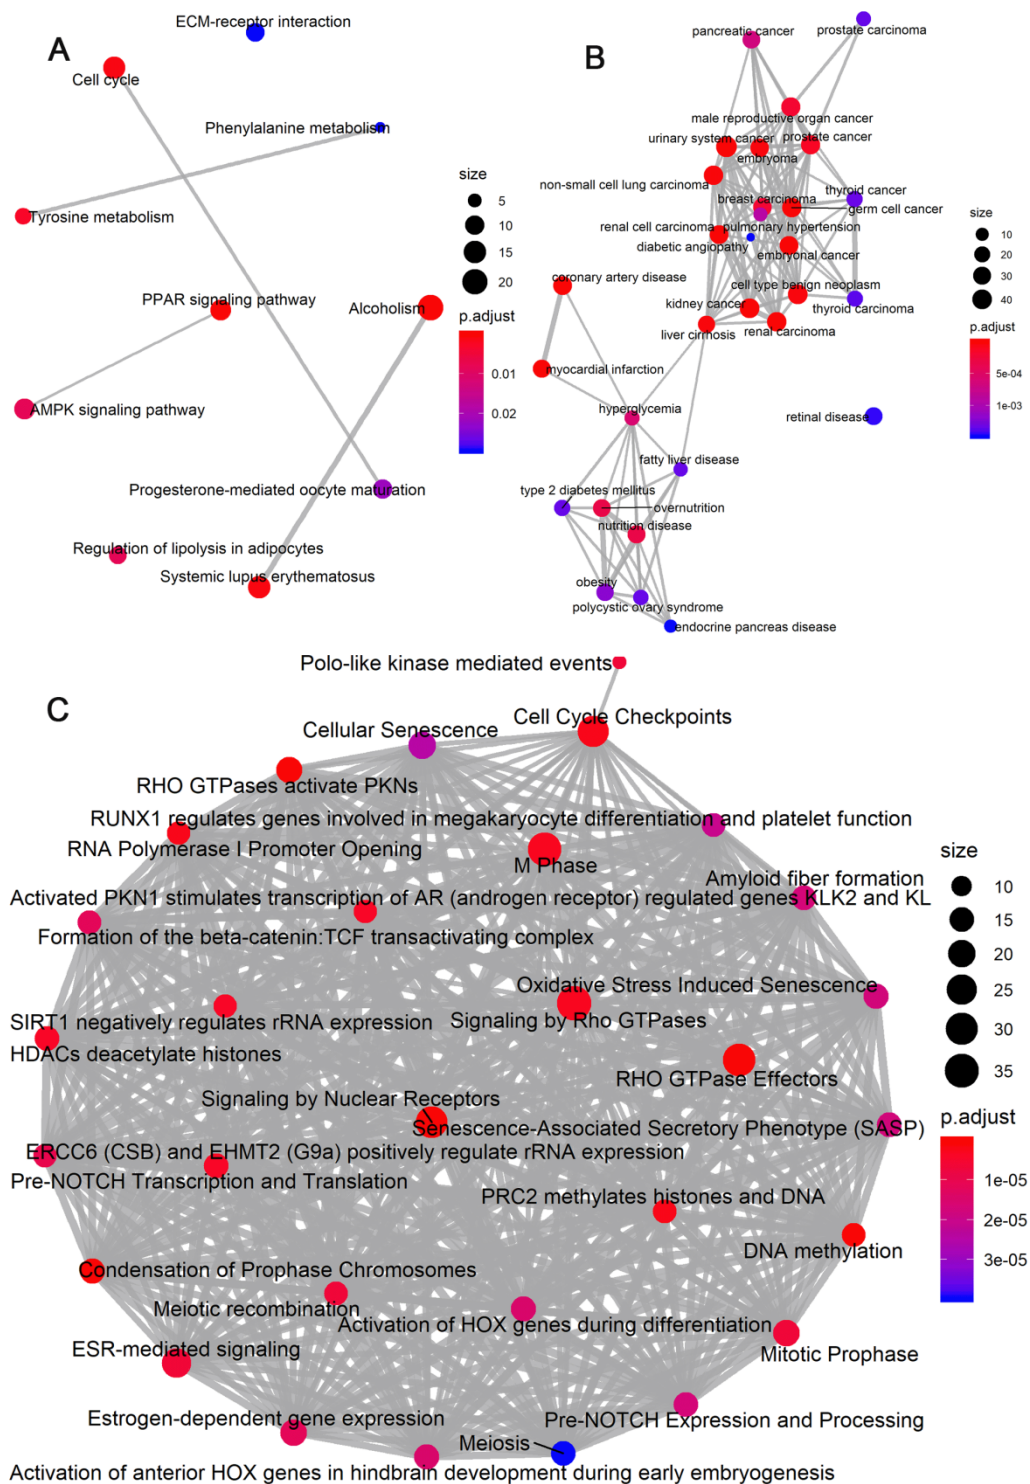 A
ECM-receptor interaction
Cell cycle
Phenylalanine metabolism
Tyrosine metabolism
PPAR signaling pathway
Alcoholism
AMPK signaling pathway
Progesterone-mediated oocyte maturation
Regulation of lipolysis in adipocytes
Systemic lupus erythematosus
size
5
10
15
20
p.adjust
0.01
0.02
B
pancreatic cancer
prostate carcinoma
male reproductive organ cancer
urinary system cancer
prostate cancer
embryoma
non-small cell lung carcinoma
thyroid cancer
breast carcinoma
germ cell cancer
renal cell carcinoma
pulmonary hypertension
diabetic angiopathy
embryonal cancer
coronary artery disease
cell type benign neoplasm
kidney cancer
thyroid carcinoma
liver cirrhosis
renal carcinoma
myocardial infarction
hyperglycemia
retinal disease
fatty liver disease
type 2 diabetes mellitus
overnutrition
nutrition disease
obesity
polycystic ovary syndrome
endocrine pancreas disease
size
10
20
30
40
p.adjust
5e-04
1e-03
C
Polo-like kinase mediated events
Cell Cycle Checkpoints
Cellular Senescence
RHO GTPases activate PKNs
RUNX1 regulates genes involved in megakaryocyte differentiation and platelet function
RNA Polymerase I Promoter Opening
M Phase
Amyloid fiber formation
Activated PKN1 stimulates transcription of AR (androgen receptor) regulated genes KLK2 and KL
Formation of the beta-catenin:TCF transactivating complex
Oxidative Stress Induced Senescence
SIRT1 negatively regulates rRNA expression
Signaling by Rho GTPases
HDACs deacetylate histones
RHO GTPase Effectors
Signaling by Nuclear Receptors
Senescence-Associated Secretory Phenotype (SASP)
ERCC6 (CSB) and EHMT2 (G9a) positively regulate rRNA expression
Pre-NOTCH Transcription and Translation
PRC2 methylates histones and DNA
DNA methylation
Condensation of Prophase Chromosomes
Meiotic recombination
Activation of HOX genes during differentiation
ESR-mediated signaling
Mitotic Prophase
Estrogen-dependent gene expression
Pre-NOTCH Expression and Processing
Meiosis
Activation of anterior HOX genes in hindbrain development during early embryogenesis
size
10
15
20
25
30
35
p.adjust
1e-05
2e-05
3e-05